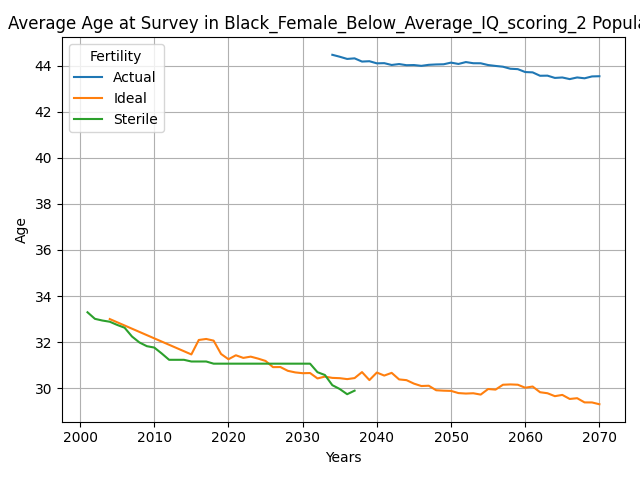 Average Age at Survey in Black_Female_Below_Average_IQ_scoring_2 Popula
Fertility
Actual
Ideal
Sterile
Age
44
42
40
38
36
34
32
30
2000 2010 2020 2030 2040 2050 2060 2070
Years